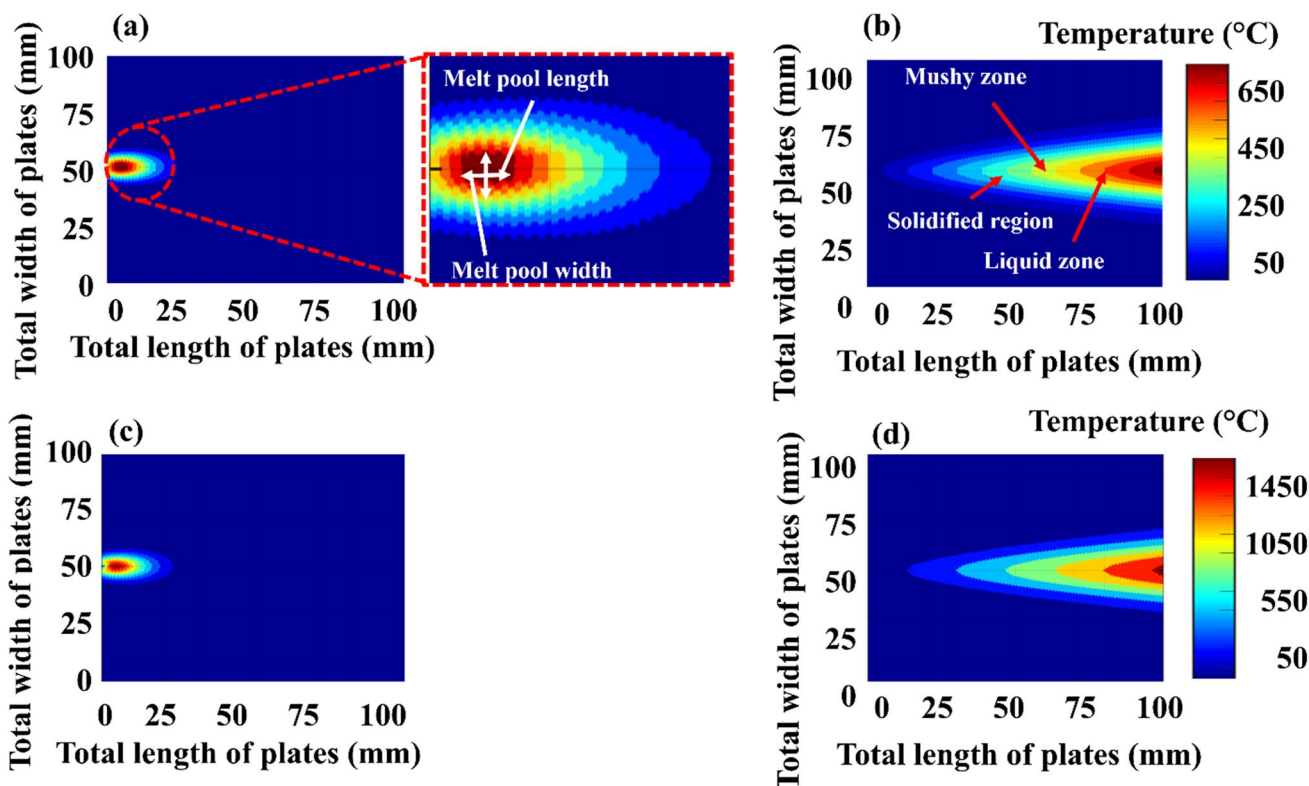 (a)
Total width of plates (mm)
100
75
50
25
0
0 25 50 75 100
Total length of plates (mm)
Melt pool length
Melt pool width
(b)
Temperature (°C)
Total width of plates (mm)
100
75
50
25
0
Mushy zone
Solidified region
Liquid zone
650
450
250
50
0 25 50 75 100
Total length of plates (mm)
(c)
Total width of plates (mm)
100
75
50
25
0
0 25 50 75 100
Total length of plates (mm)
(d)
Temperature (°C)
Total width of plates (mm)
100
75
50
25
0
1450
1050
550
50
0 25 50 75 100
Total length of plates (mm)